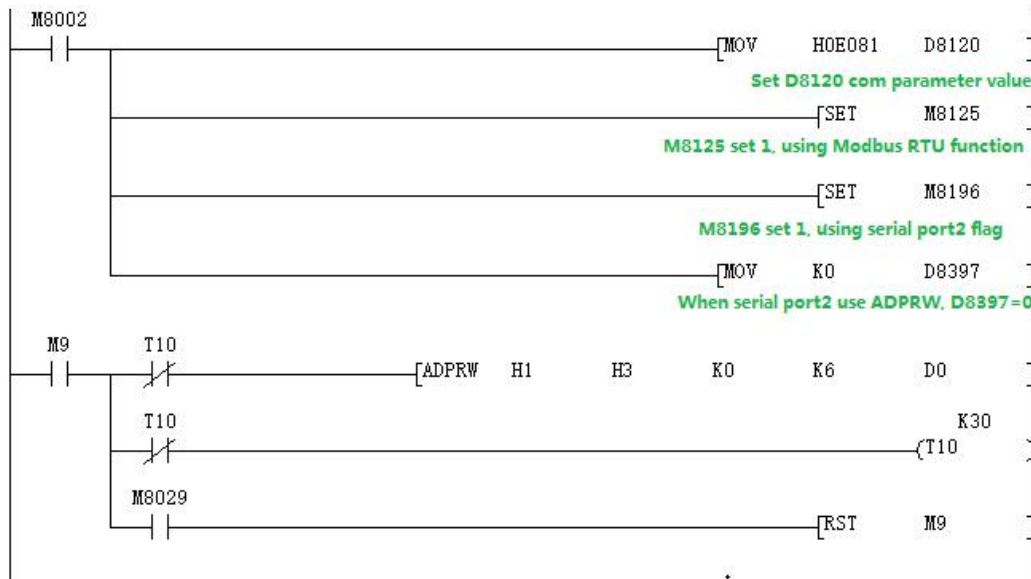 M8002
[MOV H0E081 D8120 ]
Set D8120 com parameter value
[SET M8125 ]
M8125 set 1, using Modbus RTU function
[SET M8196 ]
M8196 set 1, using serial port2 flag
[MOV K0 D8397 ]
When serial port2 use ADPRW, D8397=0
M9 T10
[ADPRW H1 H3 K0 K6 D0 ]
T10 K30
(T10 )
M8029
[RST M9 ]